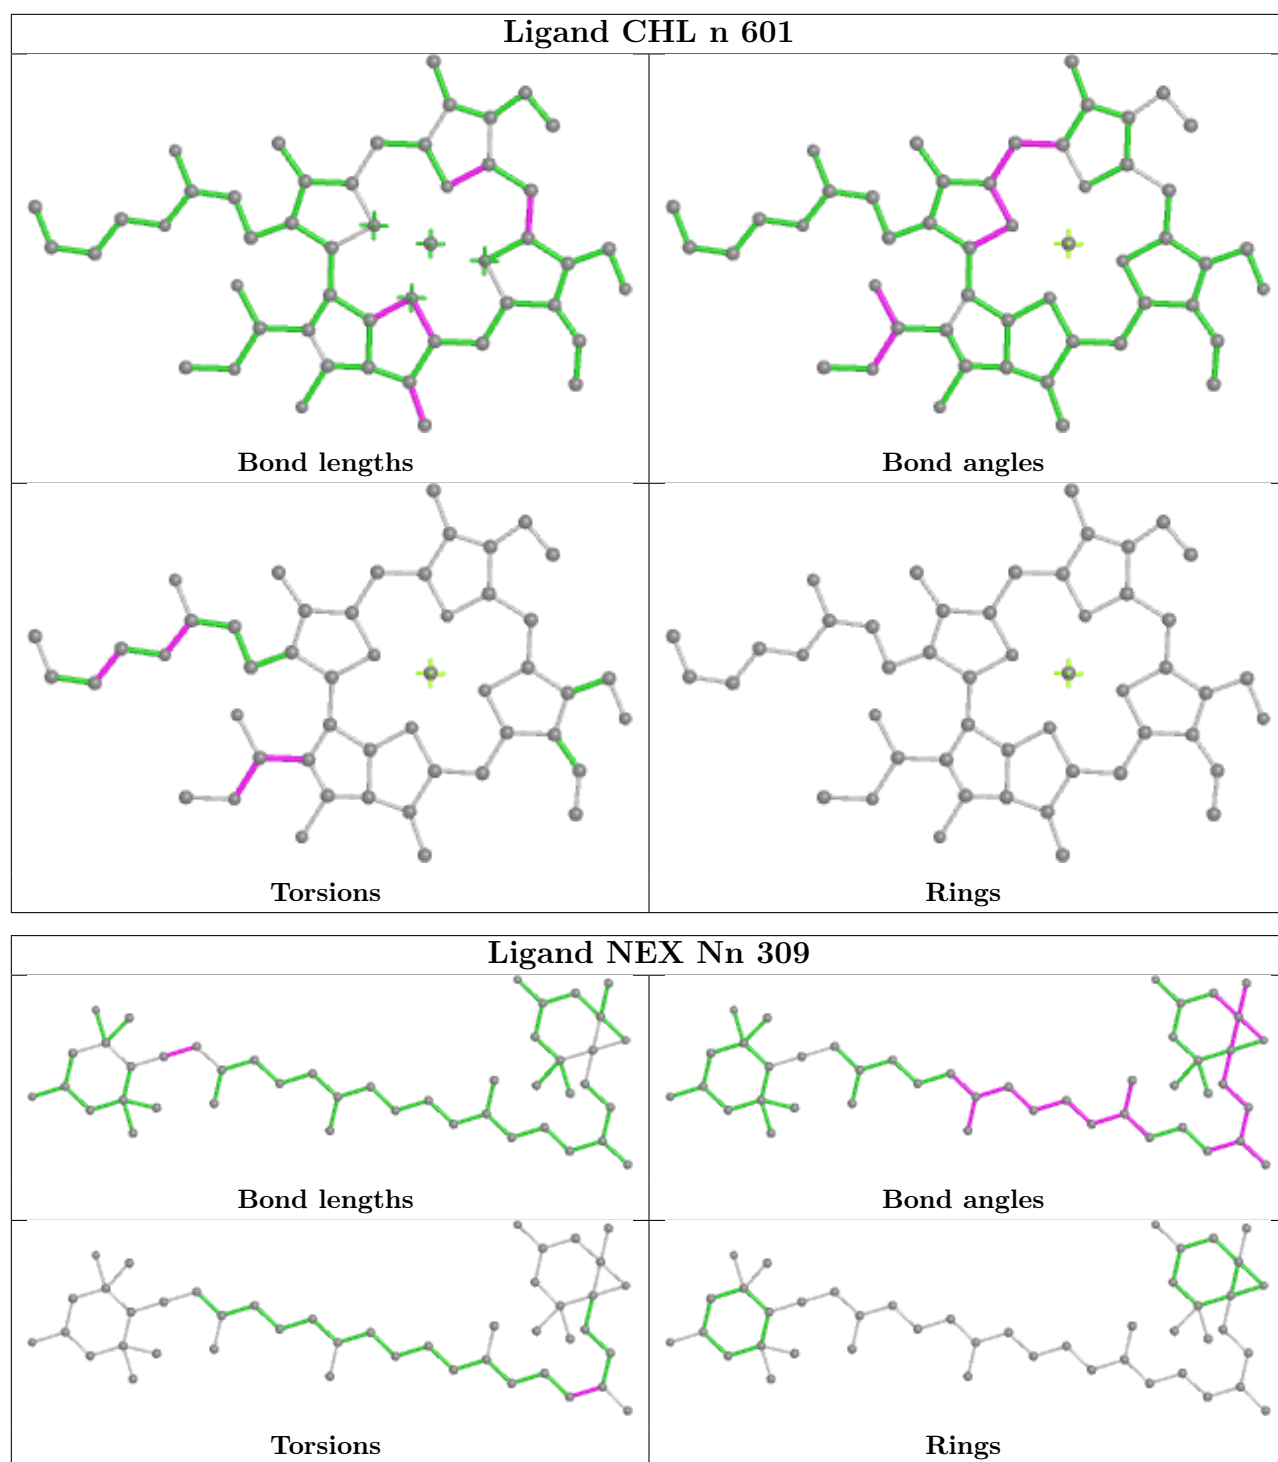 Ligand CHL n 601
Bond lengths
Bond angles
Torsions
Rings
Ligand NEX Nn 309
Bond lengths
Bond angles
Torsions
Rings